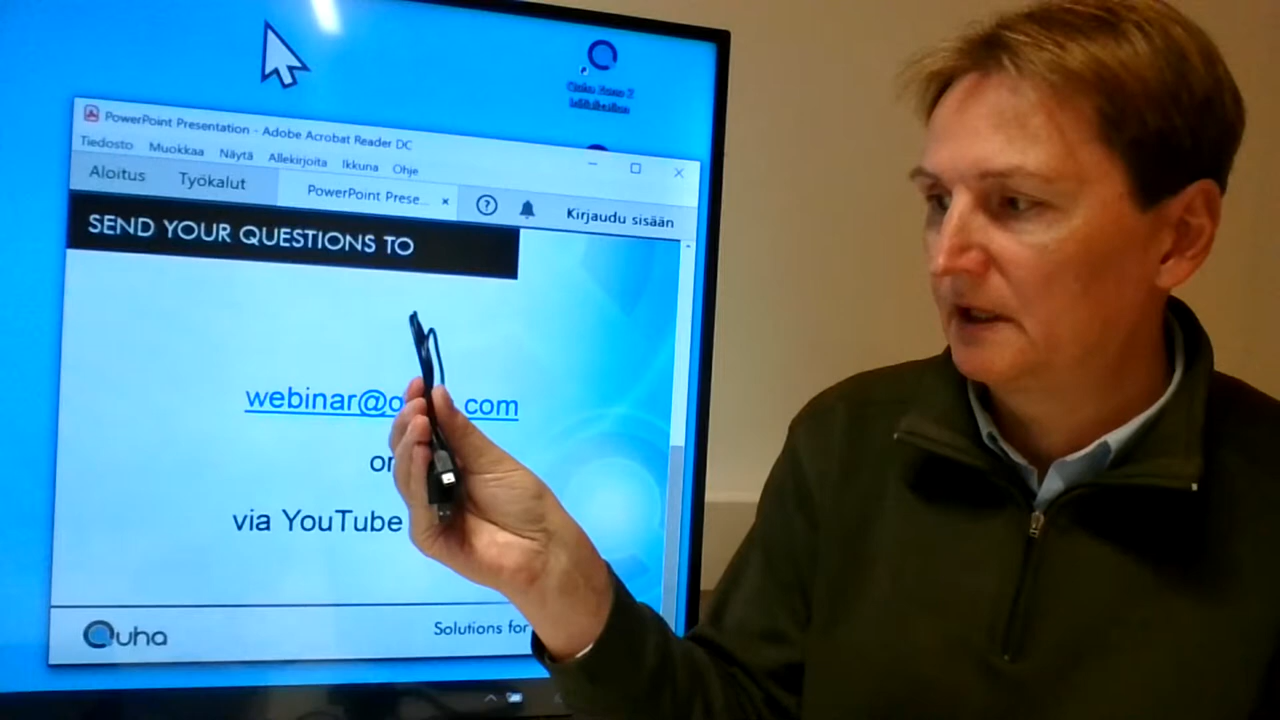 PowerPoint Presentation - Adobe Acrobat Reader DC
Tiedosto Muokkaa Näytä Allekirjoita Ikkuna Ohje
Aloitus Työkalut PowerPoint Prese... Kirjaudu sisään
SEND YOUR QUESTIONS TO
webinar@ .com
or
via YouTube
Quha Solutions for